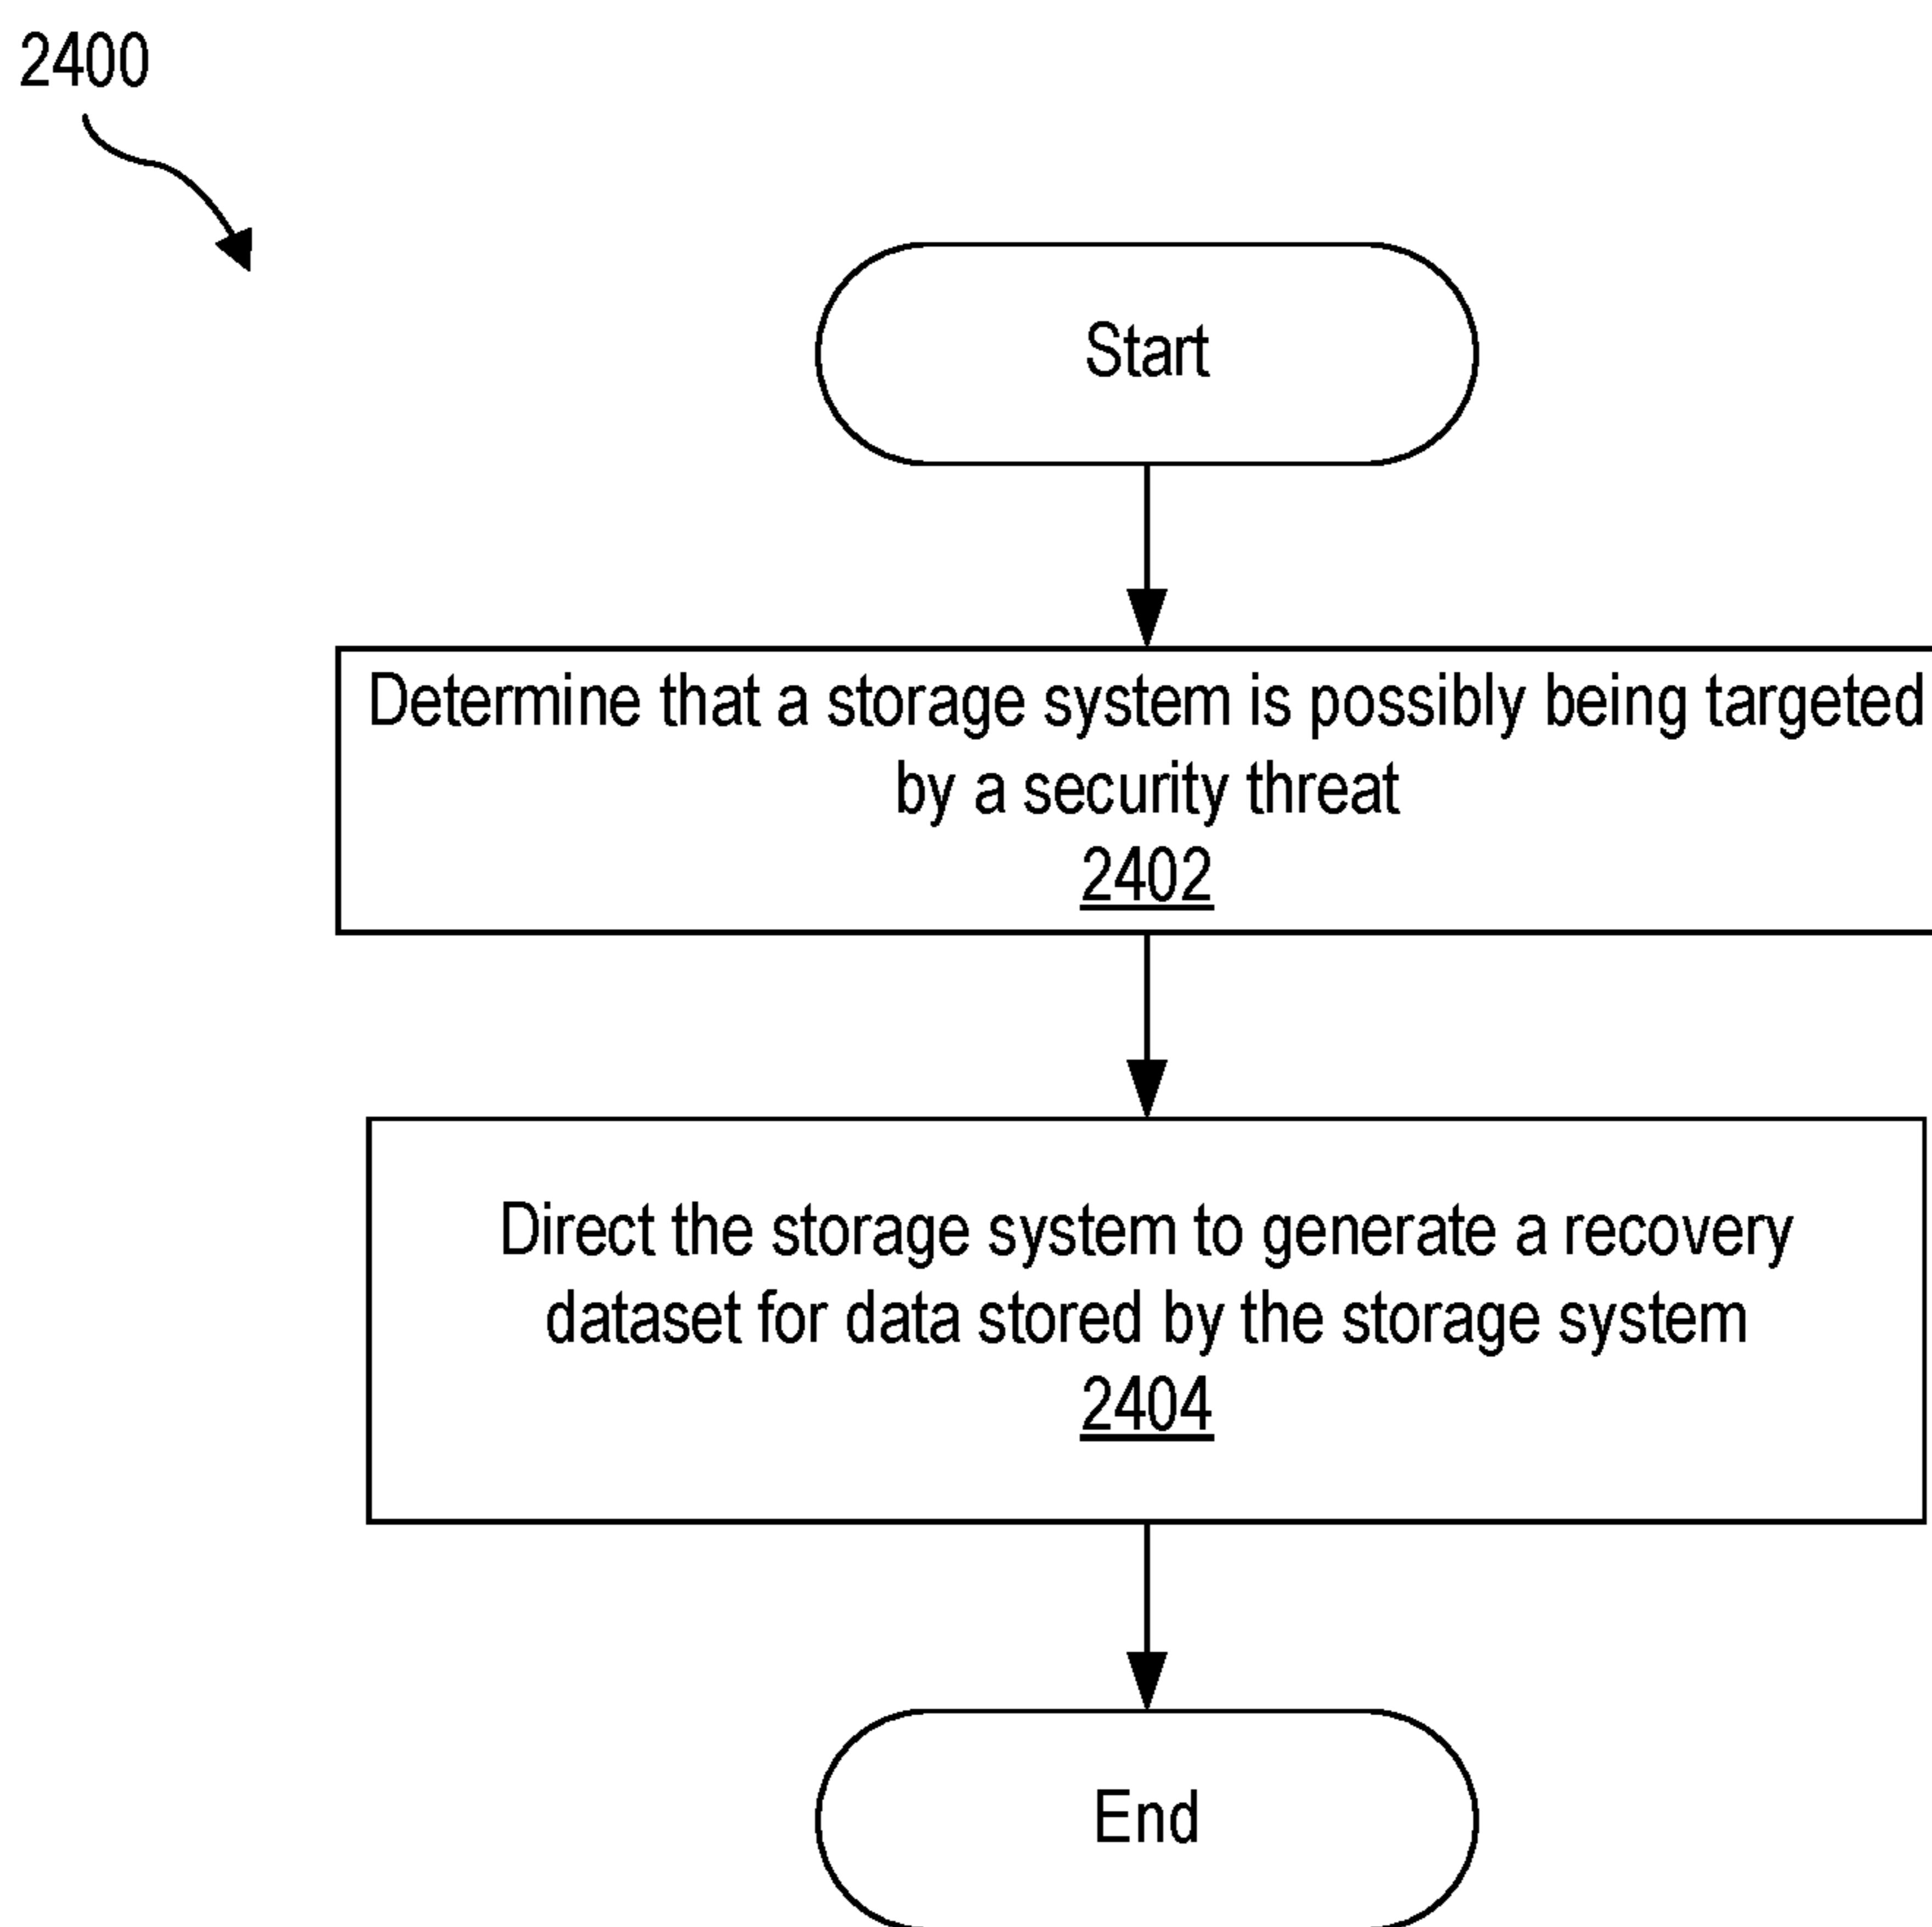 2400
Start
Determine that a storage system is possibly being targeted
by a security threat
2402
Direct the storage system to generate a recovery
dataset for data stored by the storage system
2404
End